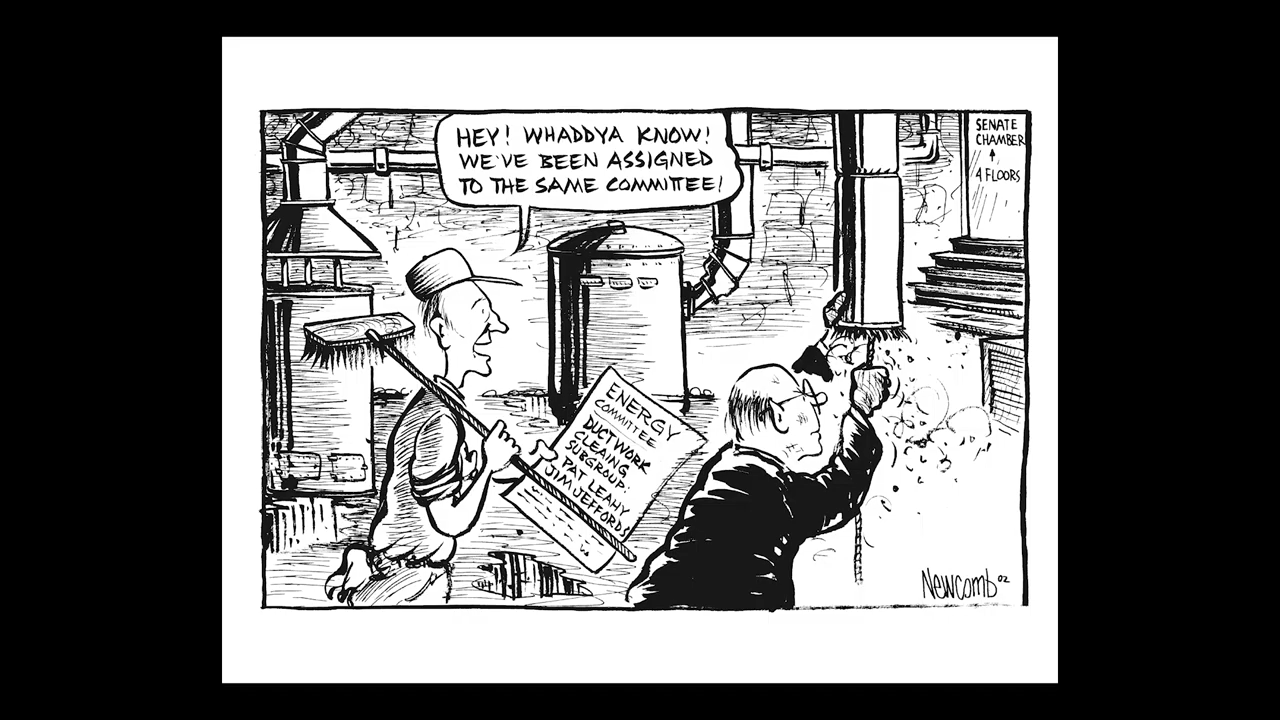 HEY! WHADDYA KNOW!
WE'VE BEEN ASSIGNED
TO THE SAME COMMITTEE!
SENATE
CHAMBER
↑
4 FLOORS
ENERGY
COMMITTEE
DUCTWORK
CLEAING
SUBGROUP:
PAT LEAHY
JIM JEFFORDS
Newcomb 02